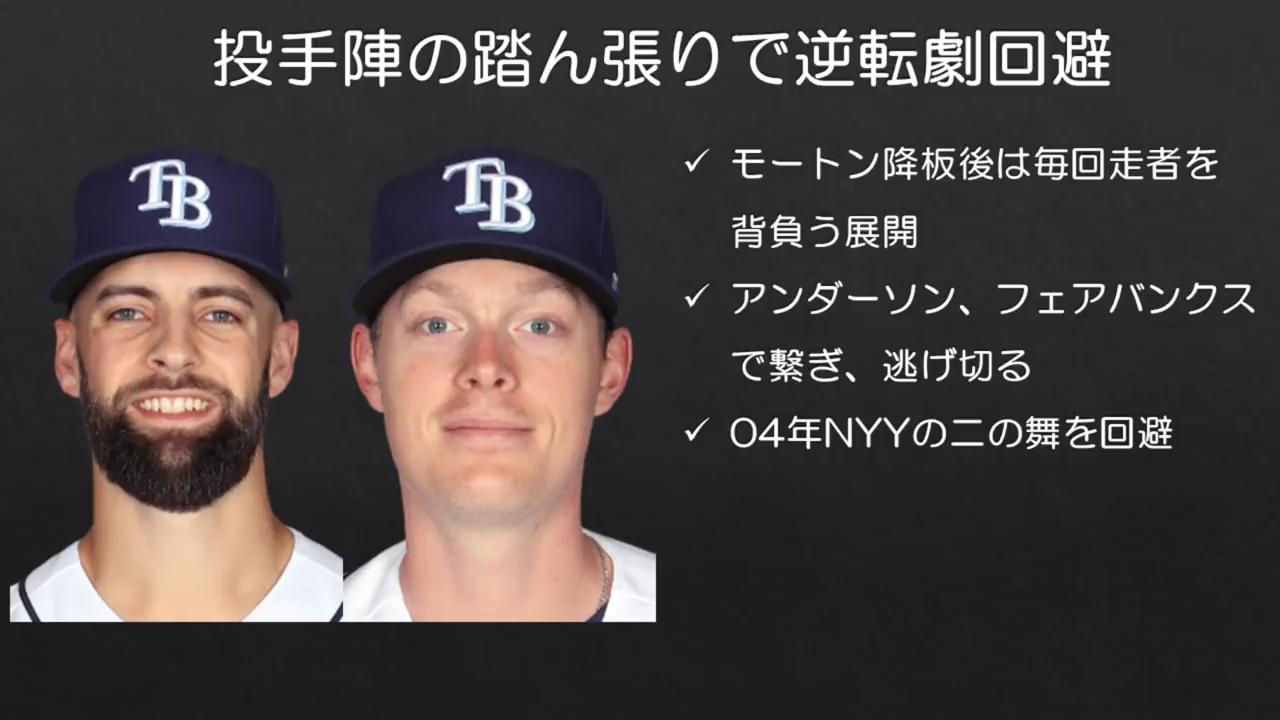 投手陣の踏ん張りで逆転劇回避
TB
TB
✓ モートン降板後は毎回走者を
背負う展開
✓ アンダーソン、フェアバンクス
で繋ぎ、逃げ切る
✓ 04年NYYの二の舞を回避